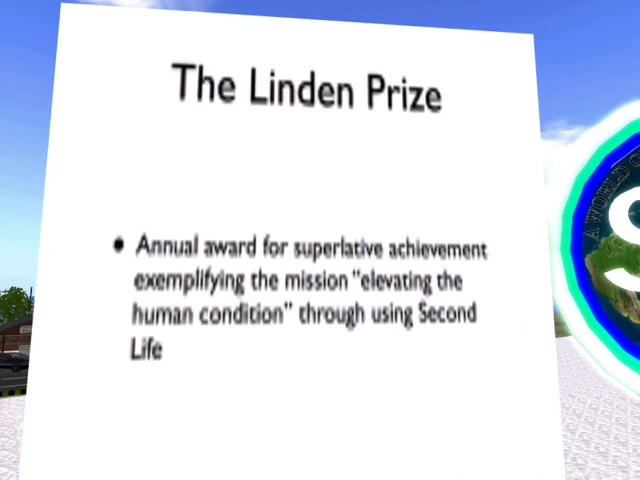 The Linden Prize
• Annual award for superlative achievement
exemplifying the mission "elevating the
human condition" through using Second
Life
A WORLD O
S